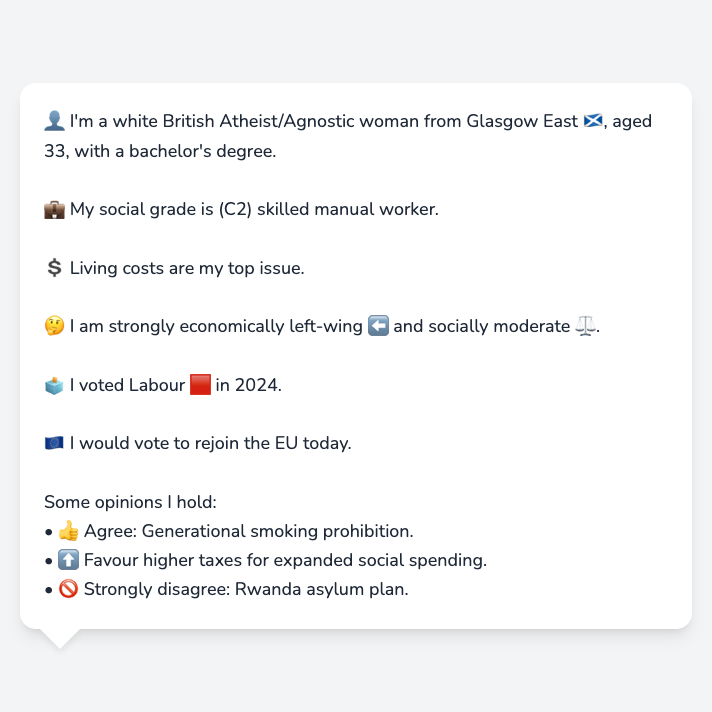 👤 I'm a white British Atheist/Agnostic woman from Glasgow East 🏴󠁧󠁢󠁳󠁣󠁴󠁿, aged
33, with a bachelor's degree.
💼 My social grade is (C2) skilled manual worker.
💲 Living costs are my top issue.
🤔 I am strongly economically left-wing ⬅️ and socially moderate ⚖️.
🗳️ I voted Labour 🟥 in 2024.
🇪🇺 I would vote to rejoin the EU today.
Some opinions I hold:
• 👍 Agree: Generational smoking prohibition.
• ⬆️ Favour higher taxes for expanded social spending.
• 🚫 Strongly disagree: Rwanda asylum plan.